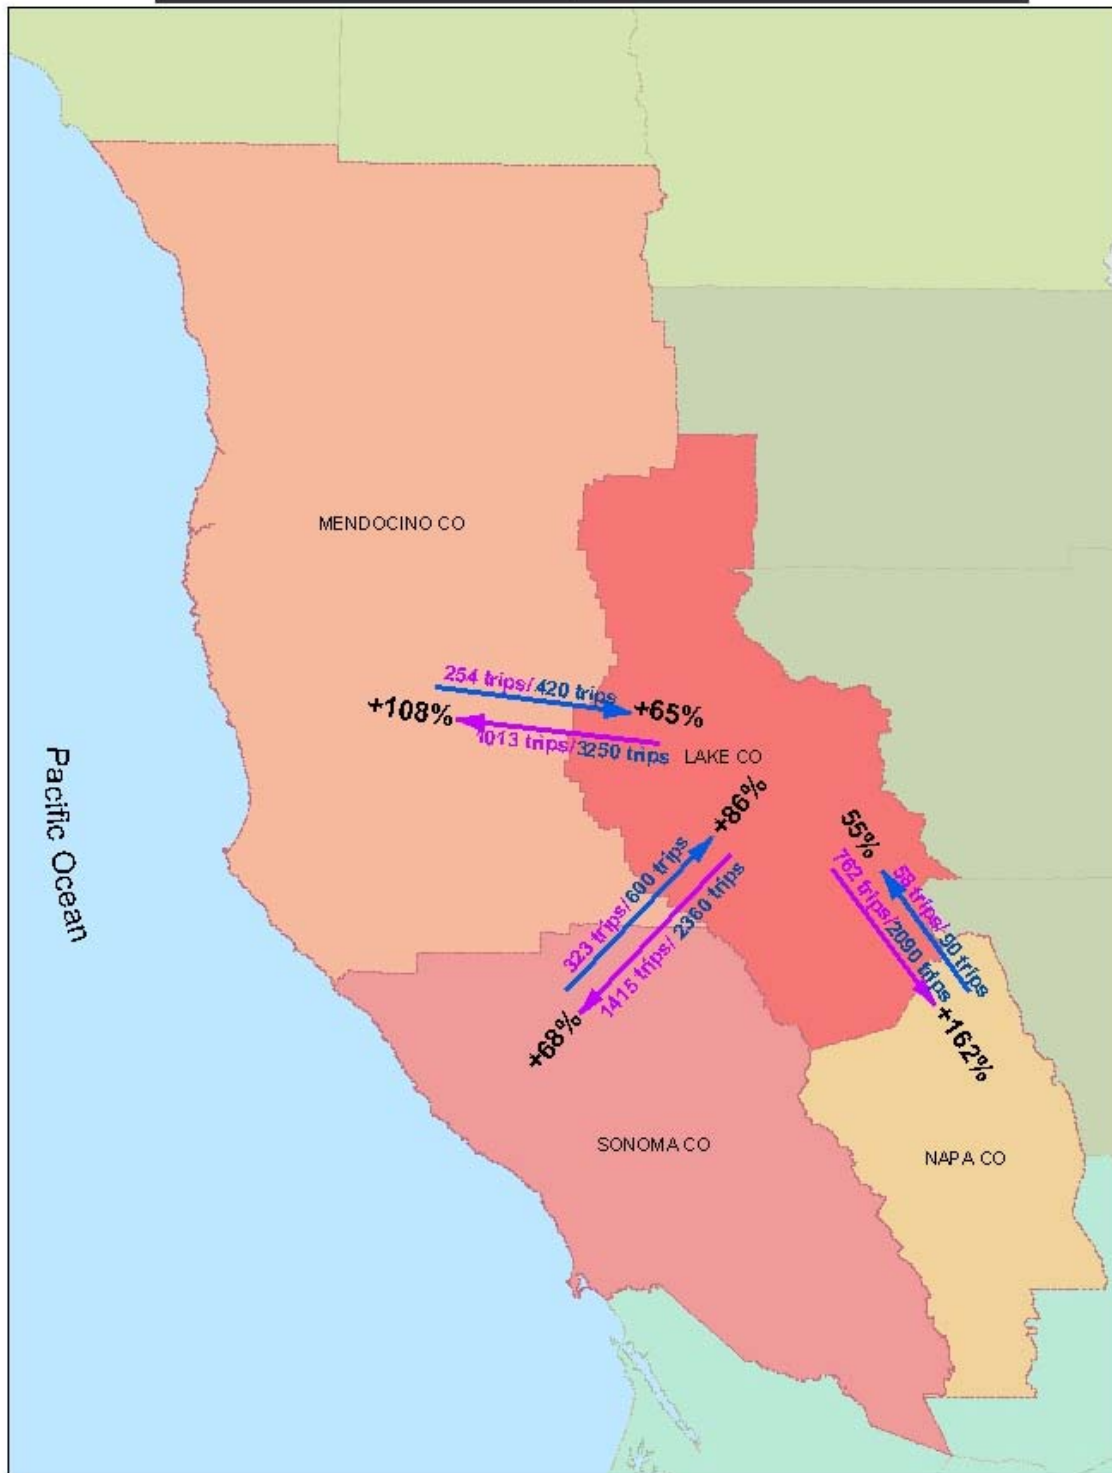 MENDOCINO CO
254 trips/420 trips
+108%
+65%
1013 trips/3250 trips
LAKE CO
Pacific Ocean
+86%
55%
323 trips/600 trips
1415 trips/ 2360 trips
762 trips/2090 trips
58 trips/ 90 trips
+68%
+162%
SONOMA CO
NAPA CO